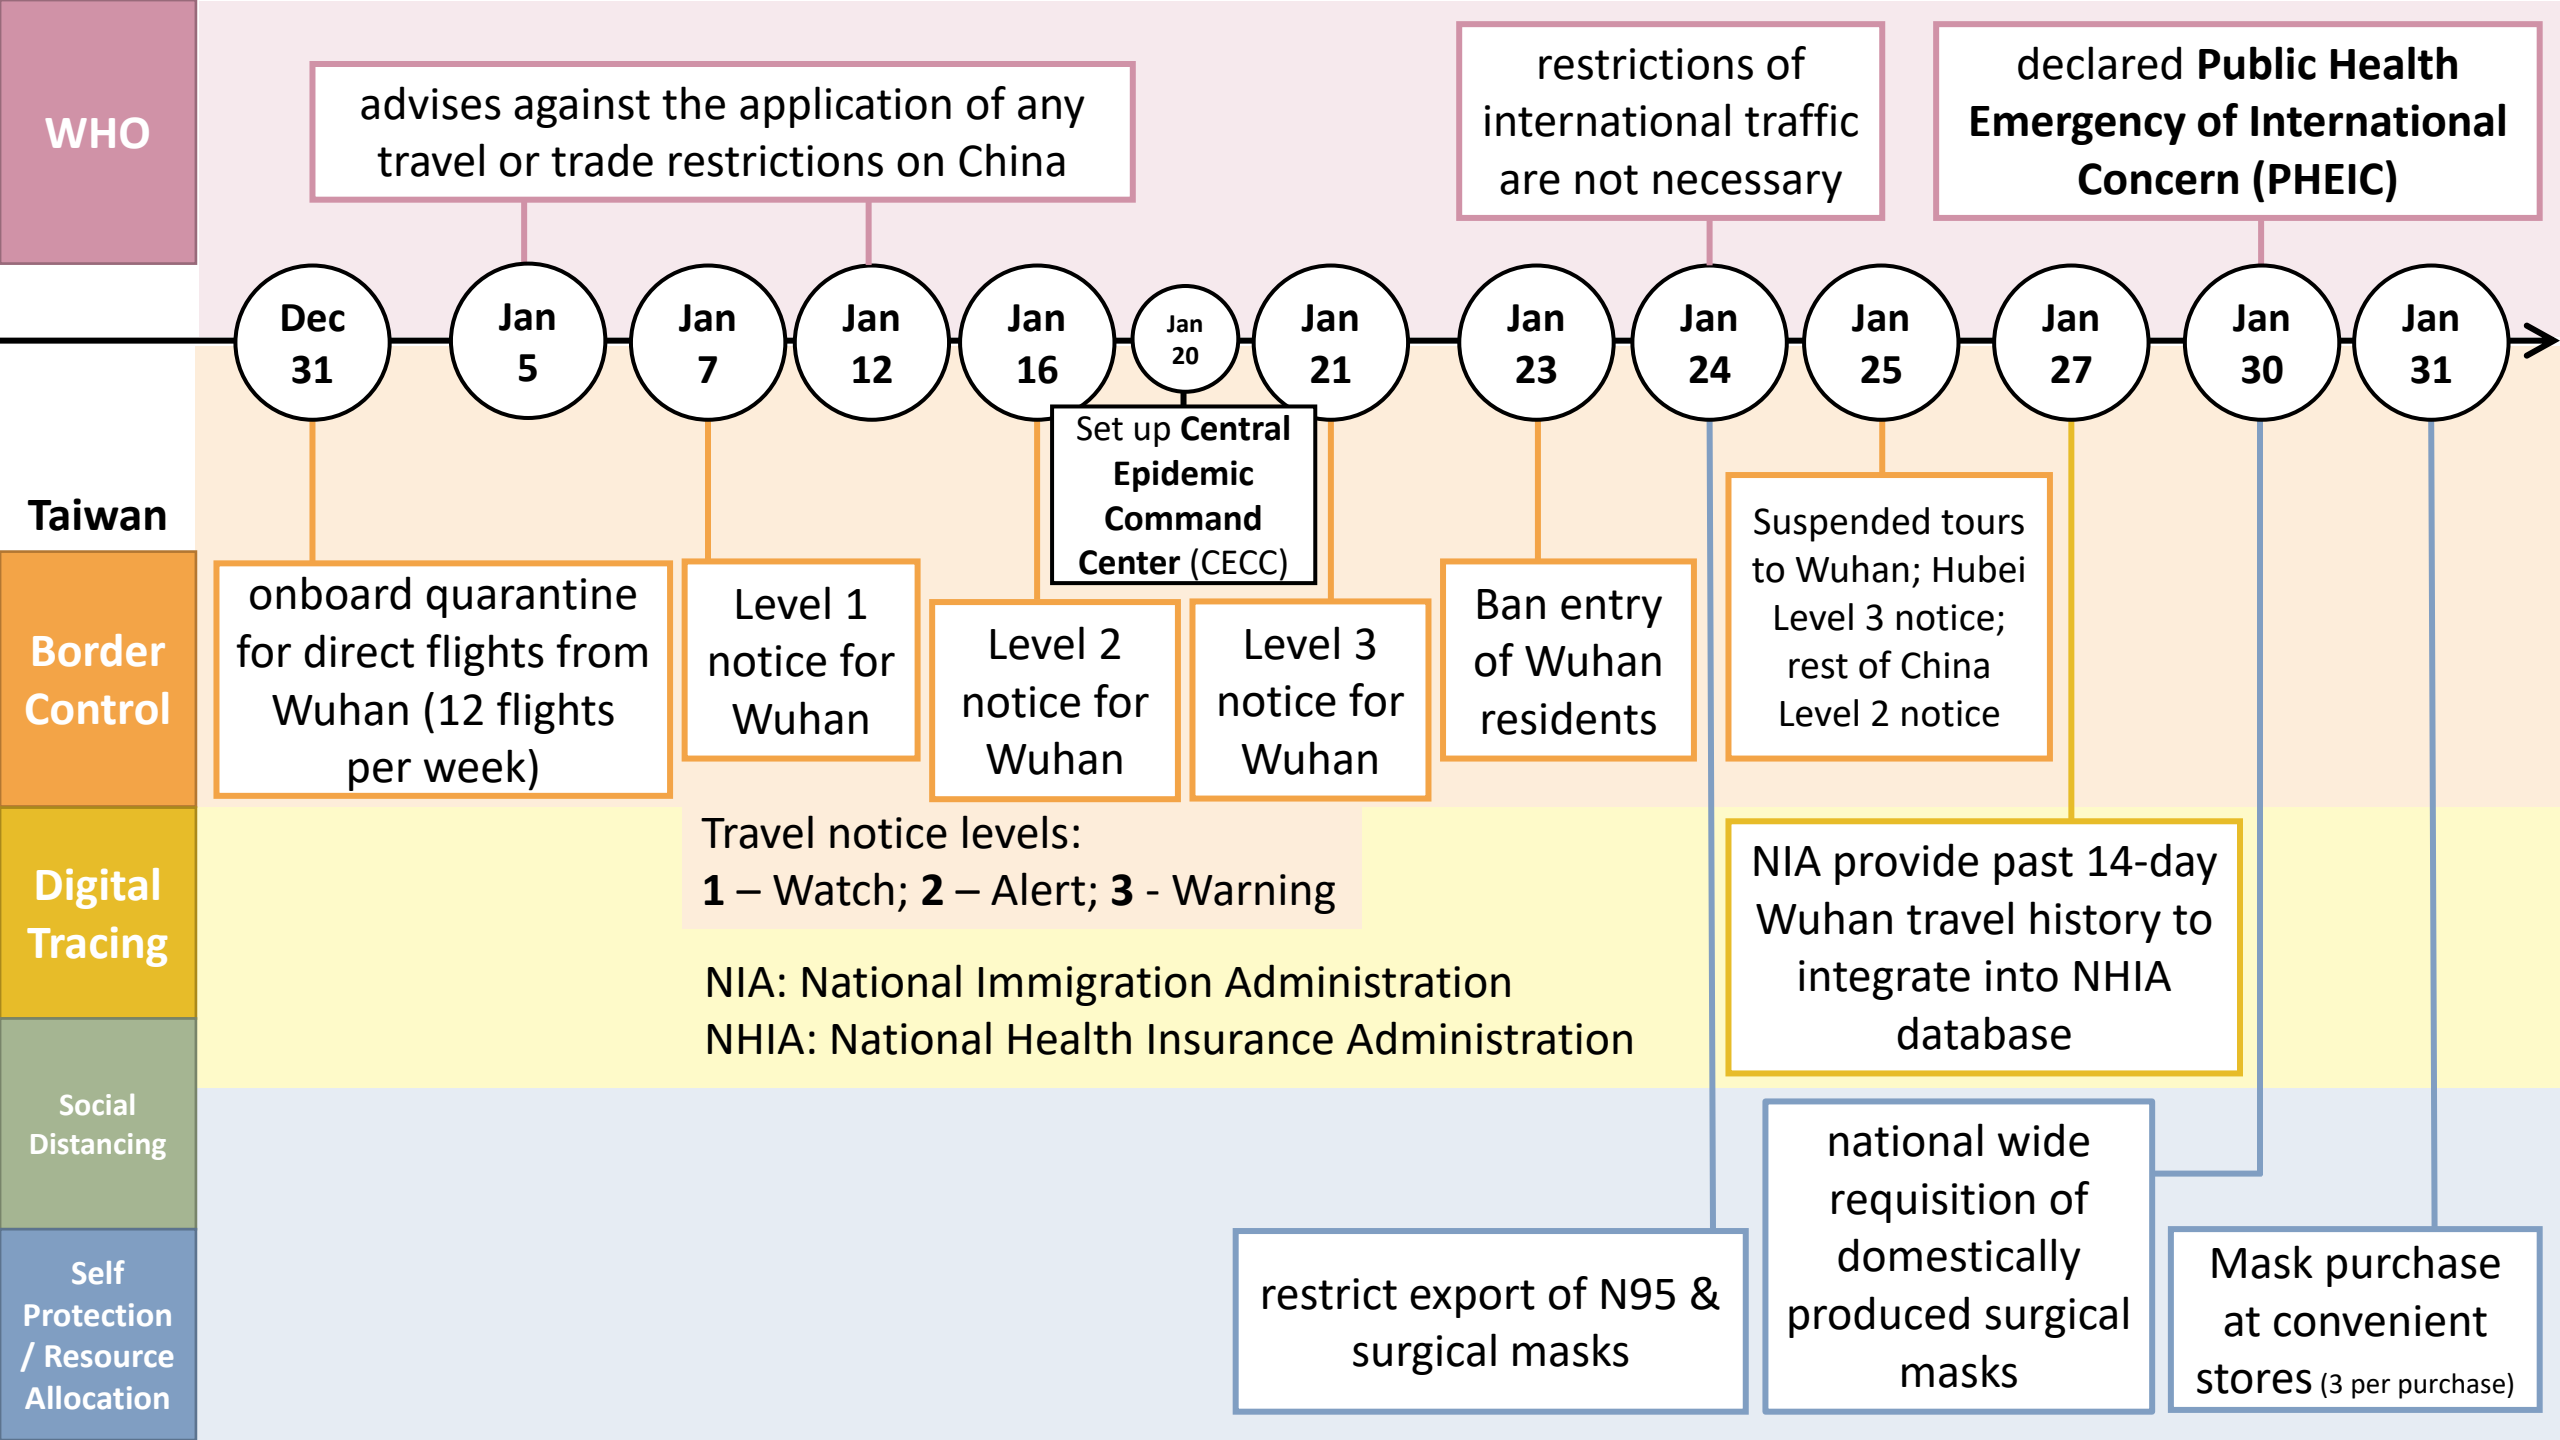 WHO
advises against the application of any
travel or trade restrictions on China
restrictions of
international traffic
are not necessary
declared Public Health
Emergency of International
Concern (PHEIC)
Dec
31
Jan
5
Jan
7
Jan
12
Jan
16
Jan
20
Jan
21
Jan
23
Jan
24
Jan
25
Jan
27
Jan
30
Jan
31
Taiwan
Set up Central
Epidemic
Command
Center (CECC)
Border
Control
onboard quarantine
for direct flights from
Wuhan (12 flights
per week)
Level 1
notice for
Wuhan
Level 2
notice for
Wuhan
Level 3
notice for
Wuhan
Ban entry
of Wuhan
residents
Suspended tours
to Wuhan; Hubei
Level 3 notice;
rest of China
Level 2 notice
Travel notice levels:
1 – Watch; 2 – Alert; 3 - Warning
Digital
Tracing
NIA: National Immigration Administration
NHIA: National Health Insurance Administration
NIA provide past 14-day
Wuhan travel history to
integrate into NHIA
database
Social
Distancing
Self
Protection
/ Resource
Allocation
restrict export of N95 &
surgical masks
national wide
requisition of
domestically
produced surgical
masks
Mask purchase
at convenient
stores (3 per purchase)